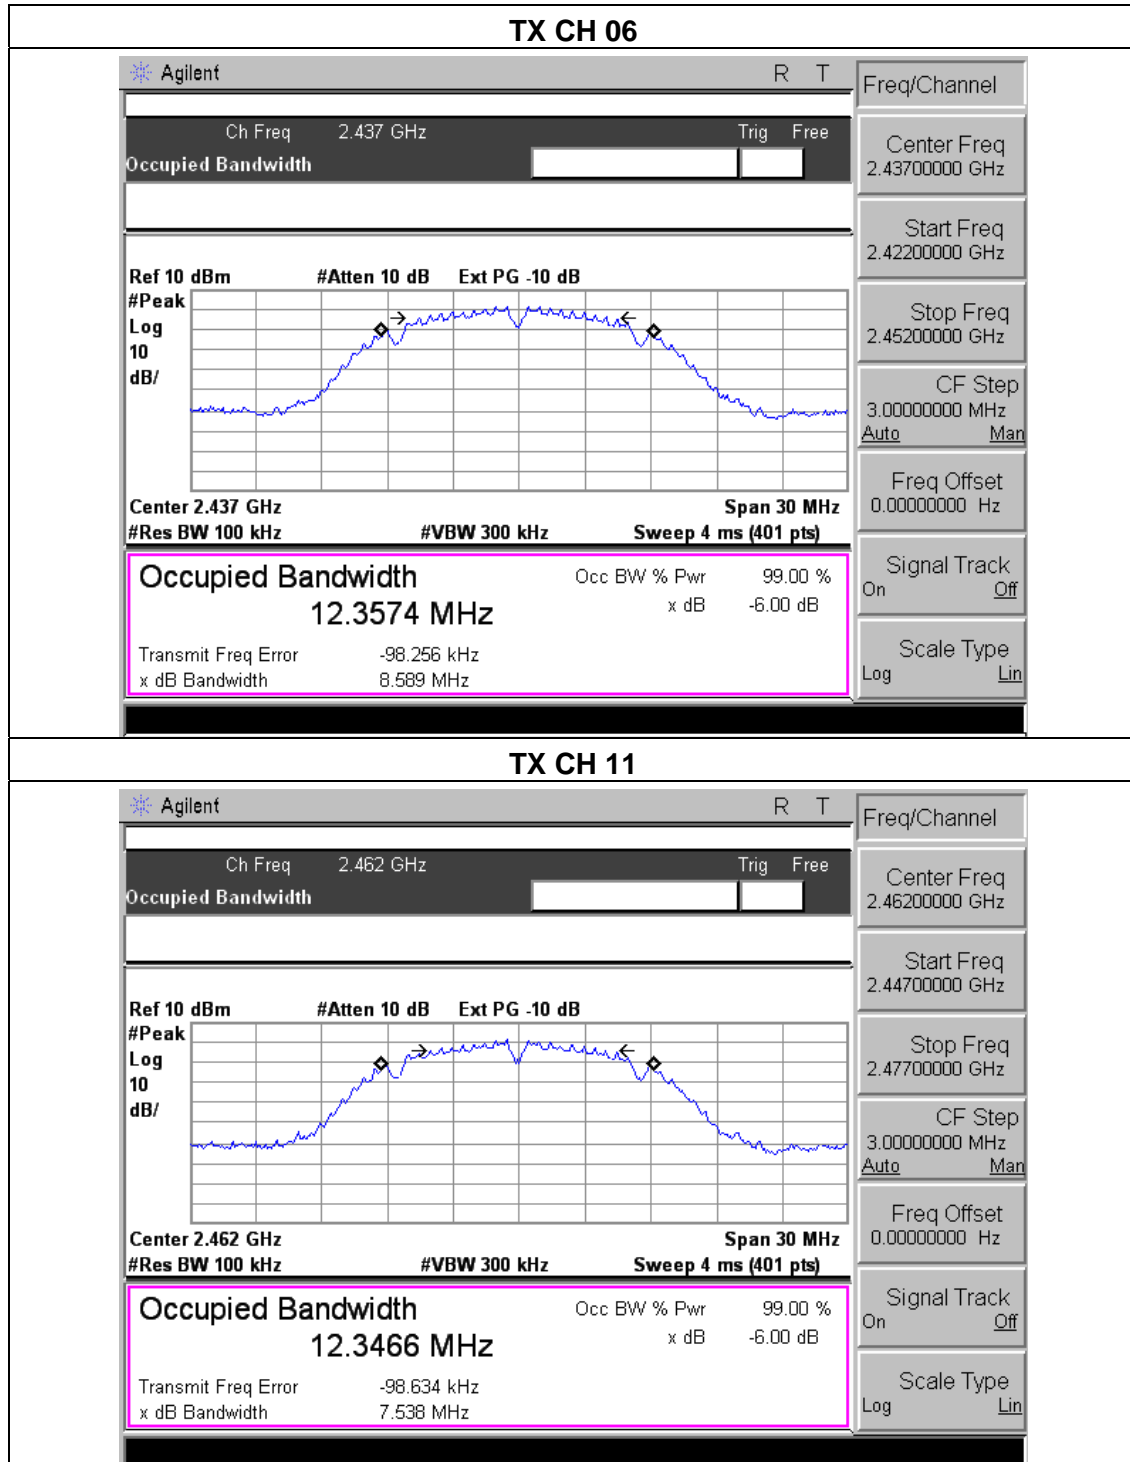 TX CH 06
Agilent R T
Freq/Channel
Ch Freq 2.437 GHz Trig Free
Occupied Bandwidth
Center Freq
2.43700000 GHz
Start Freq
2.42200000 GHz
Ref 10 dBm #Atten 10 dB Ext PG -10 dB
#Peak
Log
10
dB/
Stop Freq
2.45200000 GHz
CF Step
3.00000000 MHz
Auto Man
Freq Offset
0.00000000 Hz
Center 2.437 GHz Span 30 MHz
#Res BW 100 kHz #VBW 300 kHz Sweep 4 ms (401 pts)
Occupied Bandwidth Occ BW % Pwr 99.00 %
12.3574 MHz x dB -6.00 dB
Signal Track
On Off
Transmit Freq Error -98.256 kHz
x dB Bandwidth 8.589 MHz
Scale Type
Log Lin
TX CH 11
Agilent R T
Freq/Channel
Ch Freq 2.462 GHz Trig Free
Occupied Bandwidth
Center Freq
2.46200000 GHz
Start Freq
2.44700000 GHz
Ref 10 dBm #Atten 10 dB Ext PG -10 dB
#Peak
Log
10
dB/
Stop Freq
2.47700000 GHz
CF Step
3.00000000 MHz
Auto Man
Freq Offset
0.00000000 Hz
Center 2.462 GHz Span 30 MHz
#Res BW 100 kHz #VBW 300 kHz Sweep 4 ms (401 pts)
Occupied Bandwidth Occ BW % Pwr 99.00 %
12.3466 MHz x dB -6.00 dB
Signal Track
On Off
Transmit Freq Error -98.634 kHz
x dB Bandwidth 7.538 MHz
Scale Type
Log Lin